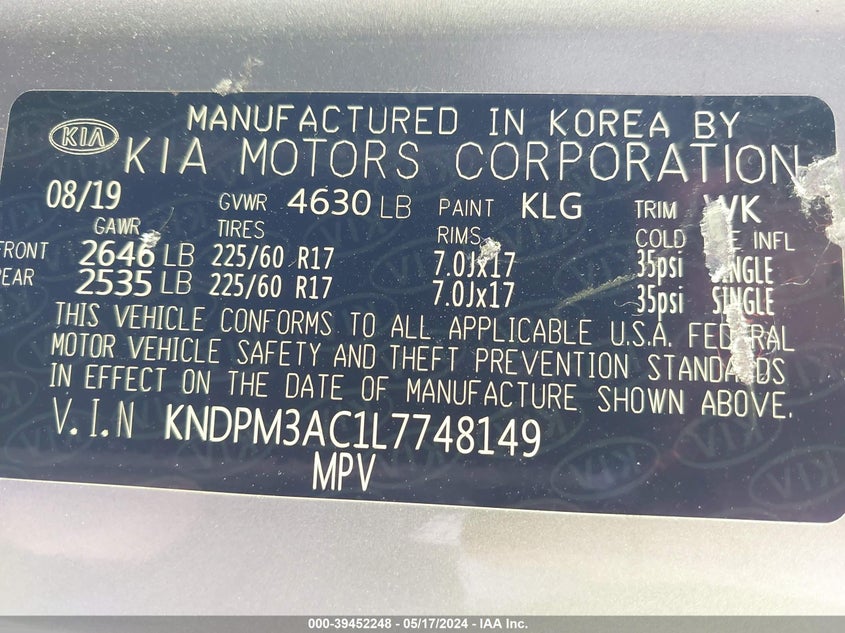 KIA MANUFACTURED IN KOREA BY
KIA MOTORS CORPORATION
08/19 GVWR 4630 LB PAINT KLG TRIM
GAWR TIRES RIMS COLD INFL
FRONT 2646 LB 225/60 R17 7.0Jx17 35psi SINGLE
REAR 2535 LB 225/60 R17 7.0Jx17 35psi SINGLE
THIS VEHICLE CONFORMS TO ALL APPLICABLE U.S.A. FEDERAL
MOTOR VEHICLE SAFETY AND THEFT PREVENTION STANDARDS
IN EFFECT ON THE DATE OF MANUFACTURE SHOWN ABOVE.
V.I.N KNDPM3AC1L7748149
MPV
000-39452248 - 05/17/2024 - IAA Inc.